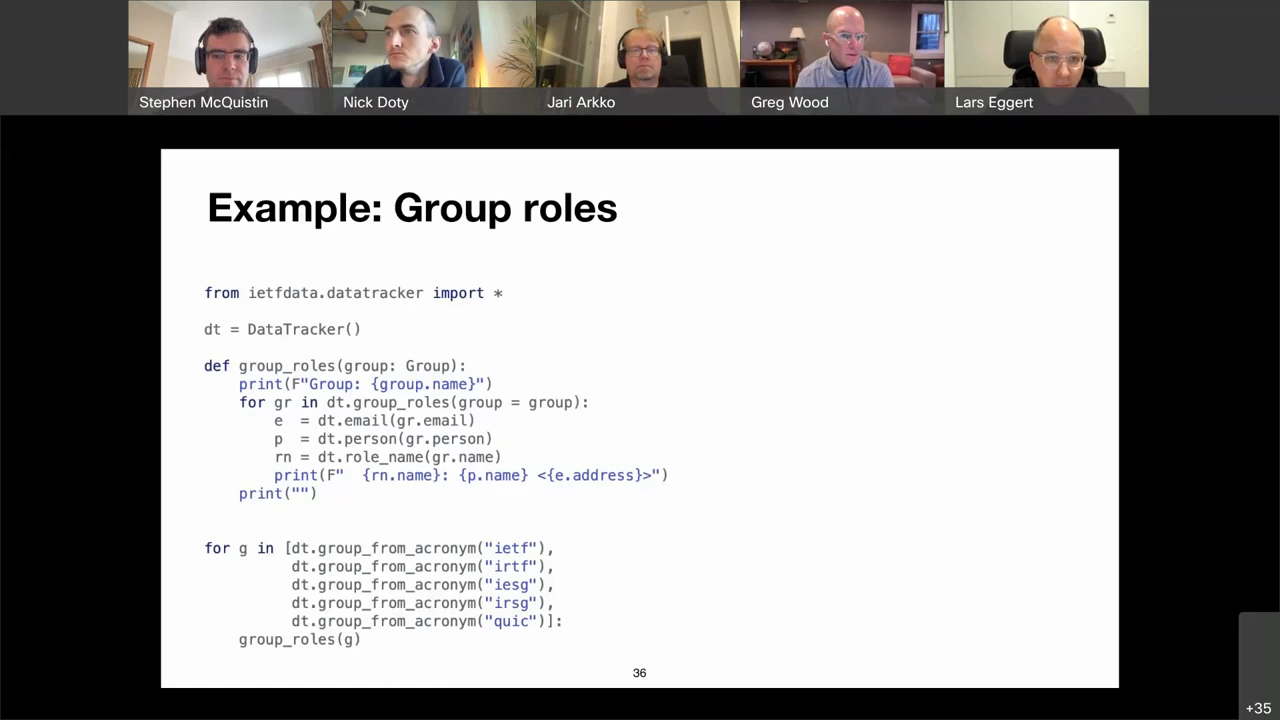 Stephen McQuistin
Nick Doty
Jari Arkko
Greg Wood
Lars Eggert
Example: Group roles
from ietfdata.datatracker import *
dt = DataTracker()
def group_roles(group: Group):
    print(F"Group: {group.name}")
    for gr in dt.group_roles(group = group):
        e  = dt.email(gr.email)
        p  = dt.person(gr.person)
        rn = dt.role_name(gr.name)
        print(F"  {rn.name}: {p.name} <{e.address}>")
    print("")
for g in [dt.group_from_acronym("ietf"),
          dt.group_from_acronym("irtf"),
          dt.group_from_acronym("iesg"),
          dt.group_from_acronym("irsg"),
          dt.group_from_acronym("quic")]:
    group_roles(g)
36
+35